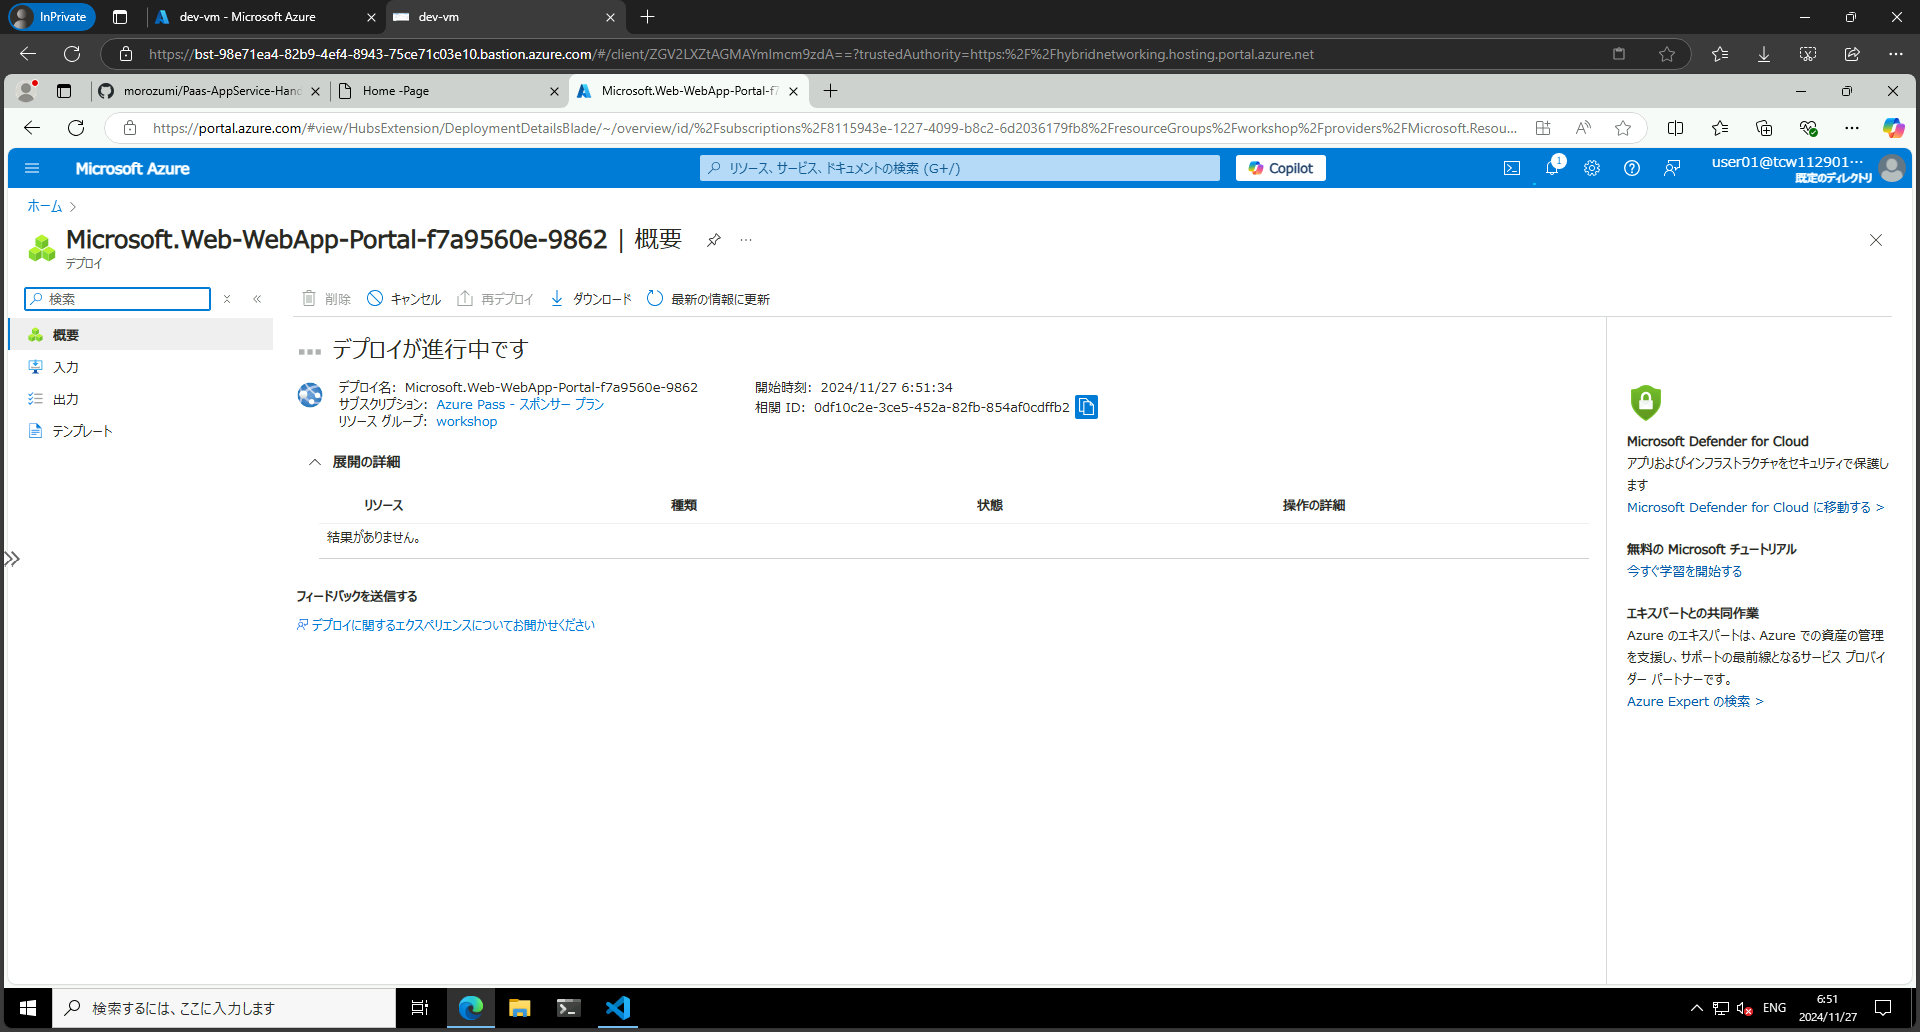 InPrivate
dev-vm - Microsoft Azure
dev-vm
https://bst-98e71ea4-82b9-4ef4-8943-75ce71c03e10.bastion.azure.com/#/client/ZGV2LXZtAGMAYmlmcm9zdA==?trustedAuthority=https:%2F%2Fhybridnetworking.hosting.portal.azure.net
morozumi/Paas-AppService-Hand
Home -Page
Microsoft.Web-WebApp-Portal-f7
https://portal.azure.com/#view/HubsExtension/DeploymentDetailsBlade/~/overview/id/%2Fsubscriptions%2F8115943e-1227-4099-b8c2-6d2036179fb8%2FresourceGroups%2Fworkshop%2Fproviders%2FMicrosoft.Resou...
Microsoft Azure
リソース、サービス、ドキュメントの検索 (G+/)
Copilot
1
user01@tcw112901···
既定のディレクトリ
ホーム
Microsoft.Web-WebApp-Portal-f7a9560e-9862 | 概要
デプロイ
検索
削除
キャンセル
再デプロイ
ダウンロード
最新の情報に更新
概要
入力
出力
テンプレート
デプロイが進行中です
デプロイ名: Microsoft.Web-WebApp-Portal-f7a9560e-9862
サブスクリプション: Azure Pass - スポンサー プラン
リソース グループ: workshop
開始時刻: 2024/11/27 6:51:34
相関 ID: 0df10c2e-3ce5-452a-82fb-854af0cdffb2
展開の詳細
リソース
種類
状態
操作の詳細
結果がありません。
フィードバックを送信する
デプロイに関するエクスペリエンスについてお聞かせください
Microsoft Defender for Cloud
アプリおよびインフラストラクチャをセキュリティで保護し
ます
Microsoft Defender for Cloud に移動する >
無料の Microsoft チュートリアル
今すぐ学習を開始する
エキスパートとの共同作業
Azure のエキスパートは、Azure での資産の管理
を支援し、サポートの最前線となるサービス プロバイ
ダー パートナーです。
Azure Expert の検索 >
検索するには、ここに入力します
ENG
6:51
2024/11/27